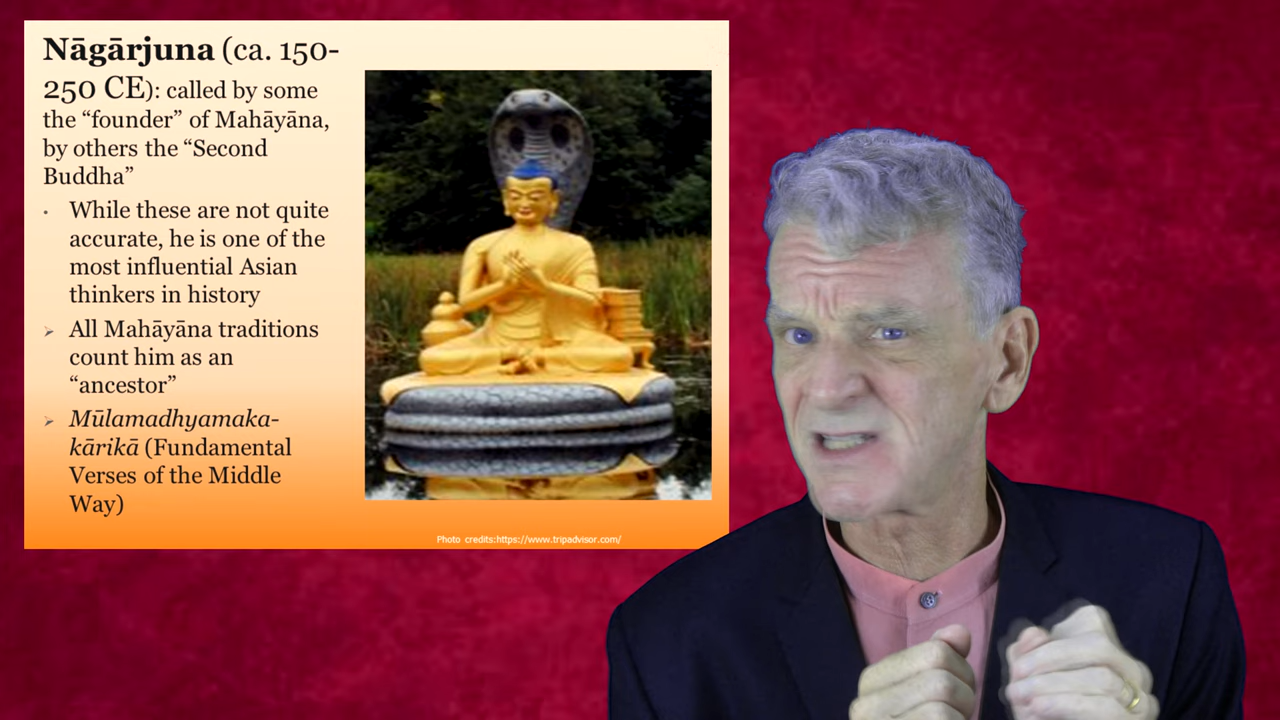 Nāgārjuna (ca. 150-
250 CE): called by some
the “founder” of Mahāyāna,
by others the “Second
Buddha”
• While these are not quite
accurate, he is one of the
most influential Asian
thinkers in history
➢ All Mahāyāna traditions
count him as an
“ancestor”
➢ Mūlamadhyamaka-
kārikā (Fundamental
Verses of the Middle
Way)
Photo credits:https://www.tripadvisor.com/